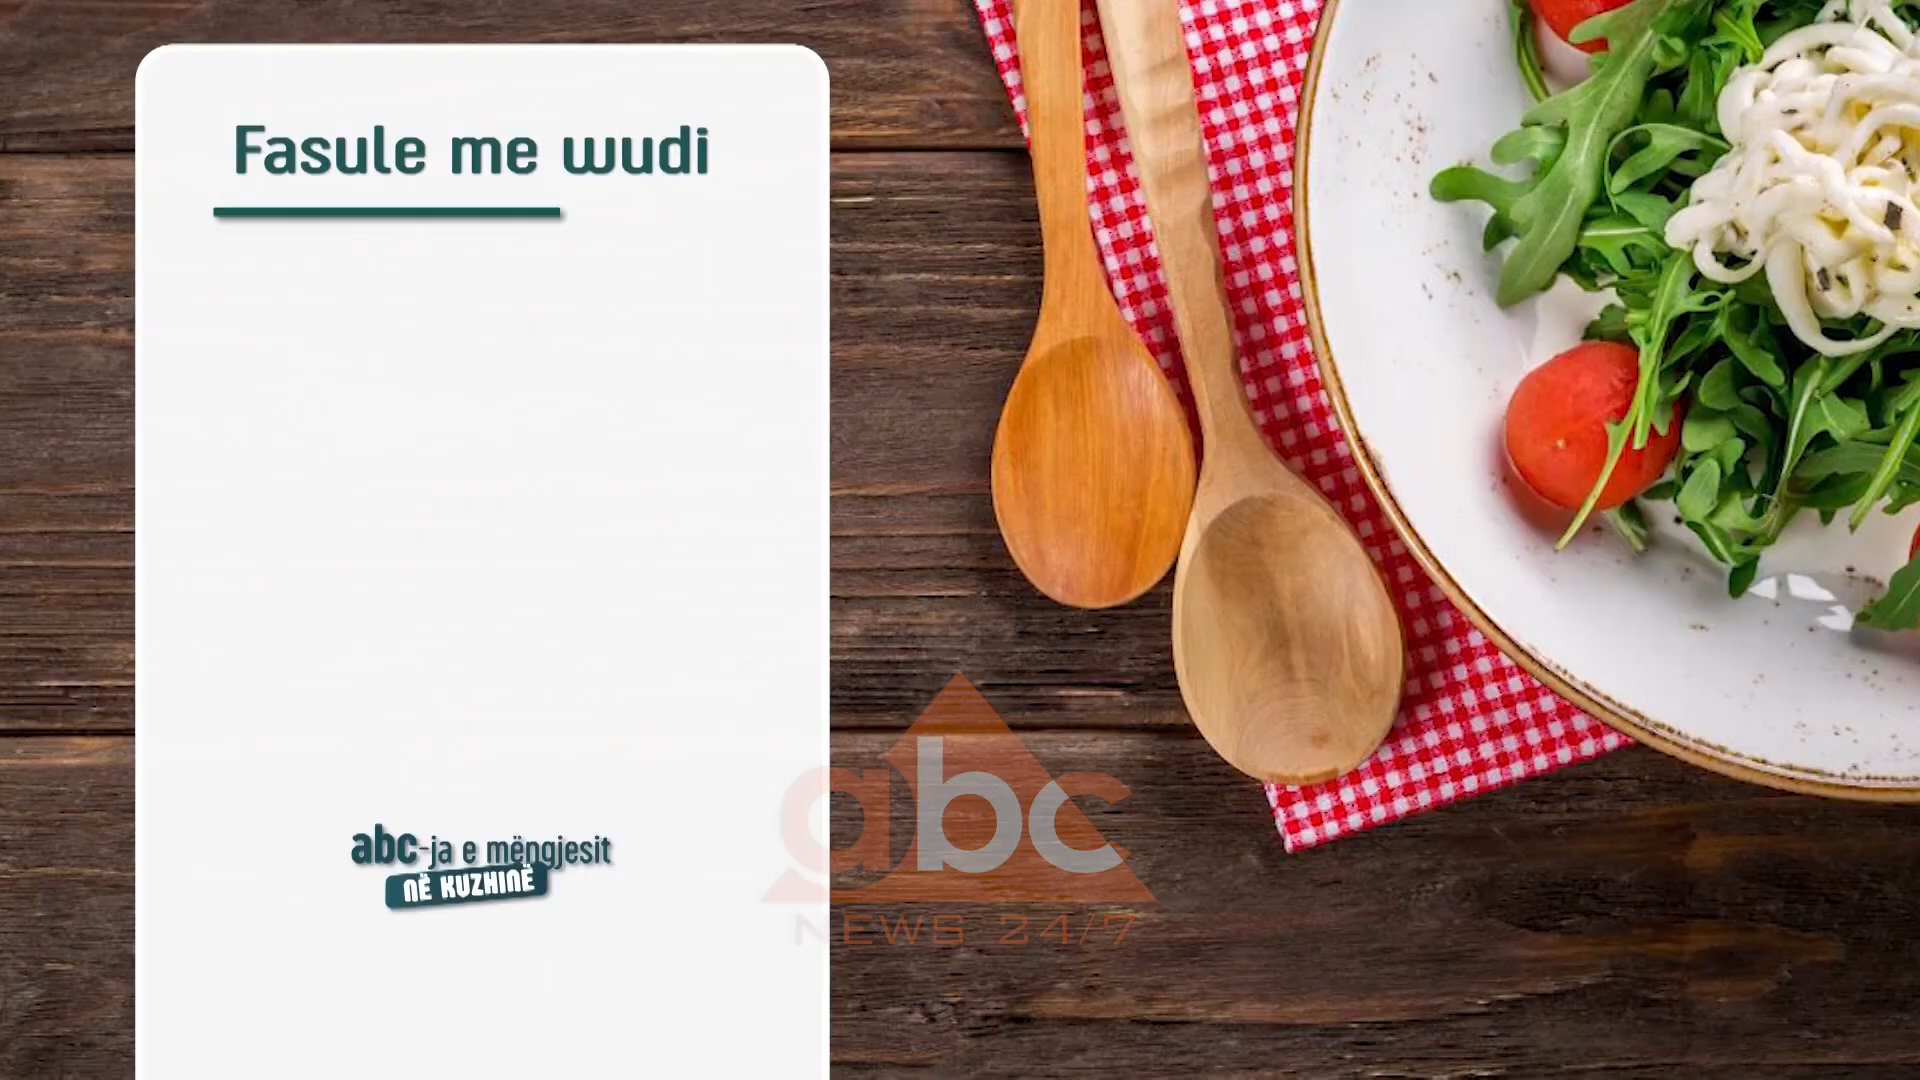 Fasule me wudi
abc-ja e mëngjesit
NË KUZHINË
abc
NEWS 24/7